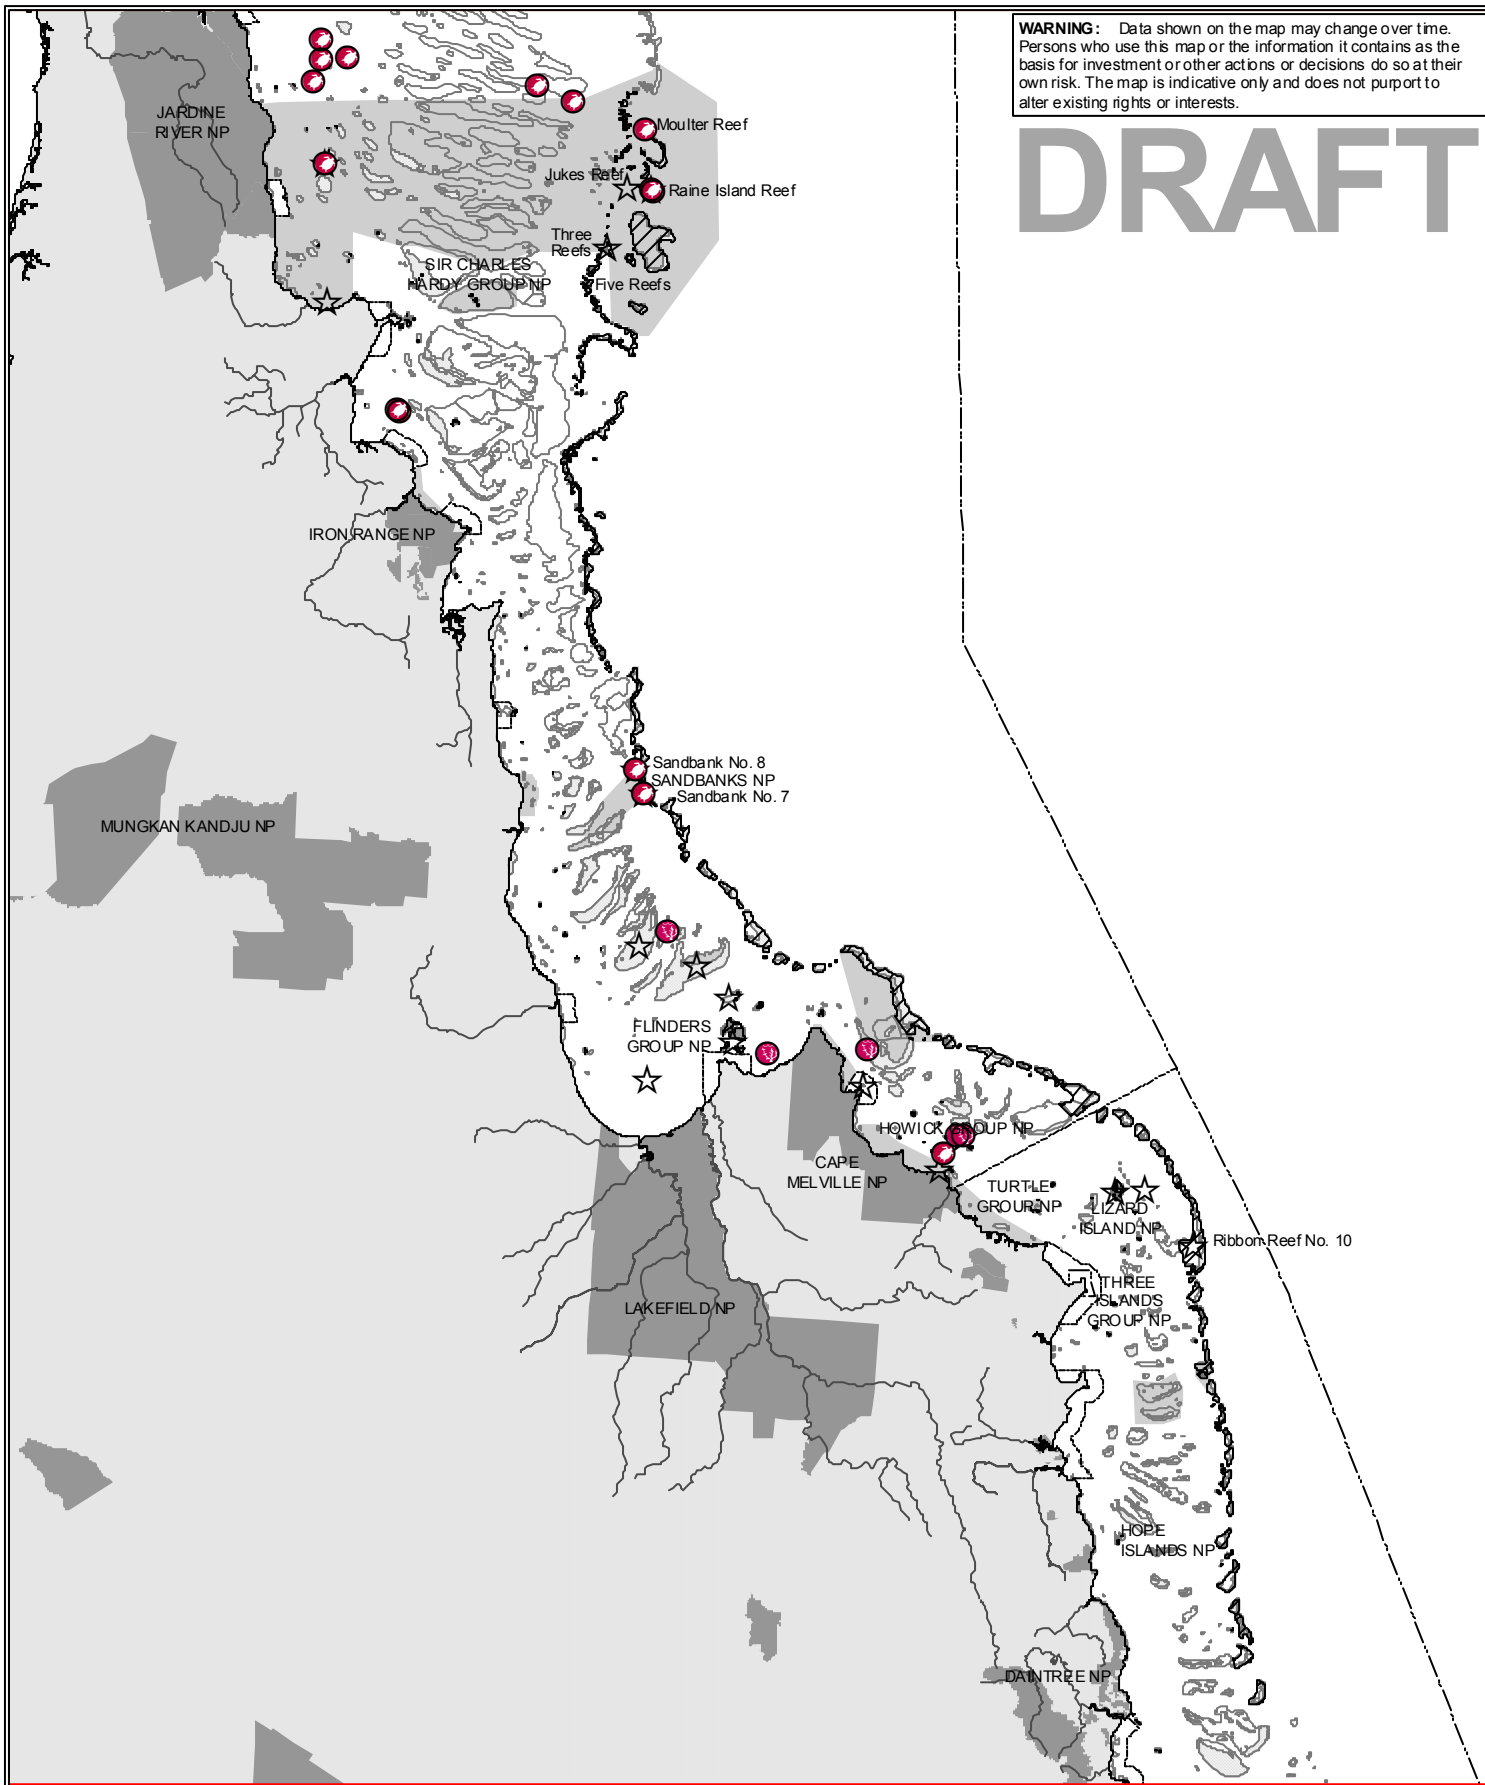 WARNING: Data shown on the map may change over time.
Persons who use this map or the information it contains as the
basis for investment or other actions or decisions do so at their
own risk. The map is indicative only and does not purport to
alter existing rights or interests.
DRAFT
JARDINE
RIVER NP
Moulter Reef
Jukes Reef
Raine Island Reef
Three
Reefs
SIR CHARLES
HARDY GROUP NP
Five Reefs
IRON RANGE NP
Sandbank No. 8
SANDBANKS NP
Sandbank No. 7
MUNGKAN KANDJU NP
FLINDERS
GROUP NP
HOWICK GROUP NP
CAPE
MELVILLE NP
TURTLE
GROUP NP
LIZARD
ISLAND NP
Ribbon Reef No. 10
THREE
ISLANDS
GROUP NP
LAKEFIELD NP
HOPE
ISLANDS NP
DAINTREE NP